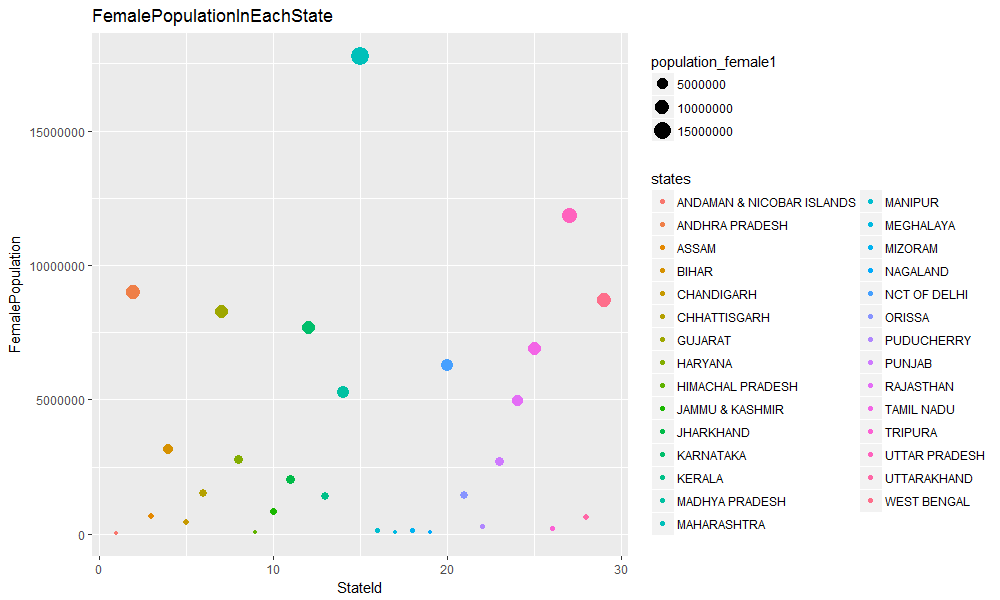 FemalePopulationInEachState
FemalePopulation
15000000
10000000
5000000
0
0 10 20 30
StateId
population_female1
5000000
10000000
15000000
states
ANDAMAN & NICOBAR ISLANDS
ANDHRA PRADESH
ASSAM
BIHAR
CHANDIGARH
CHHATTISGARH
GUJARAT
HARYANA
HIMACHAL PRADESH
JAMMU & KASHMIR
JHARKHAND
KARNATAKA
KERALA
MADHYA PRADESH
MAHARASHTRA
MANIPUR
MEGHALAYA
MIZORAM
NAGALAND
NCT OF DELHI
ORISSA
PUDUCHERRY
PUNJAB
RAJASTHAN
TAMIL NADU
TRIPURA
UTTAR PRADESH
UTTARAKHAND
WEST BENGAL